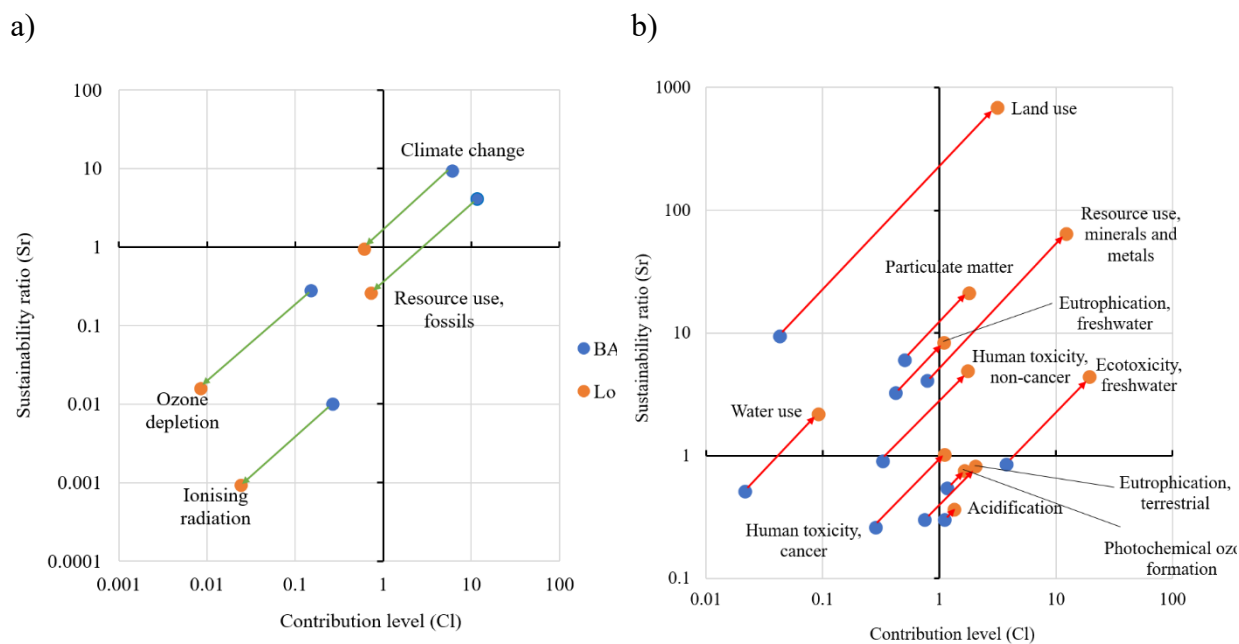 a)
100
10
1
0.1
0.01
0.001
0.0001
0.001
0.01
0.1
1
10
100
Sustainability ratio (Sr)
Contribution level (Cl)
Climate change
Resource use,
fossils
Ozone
depletion
Ionising
radiation
BA
Lo
b)
1000
100
10
1
0.1
0.01
0.1
1
10
100
Sustainability ratio (Sr)
Contribution level (Cl)
Land use
Resource use,
minerals and
metals
Particulate matter
Eutrophication,
freshwater
Human toxicity,
non-cancer
Ecotoxicity,
freshwater
Water use
Eutrophication,
terrestrial
Acidification
Human toxicity,
cancer
Photochemical ozo
formation